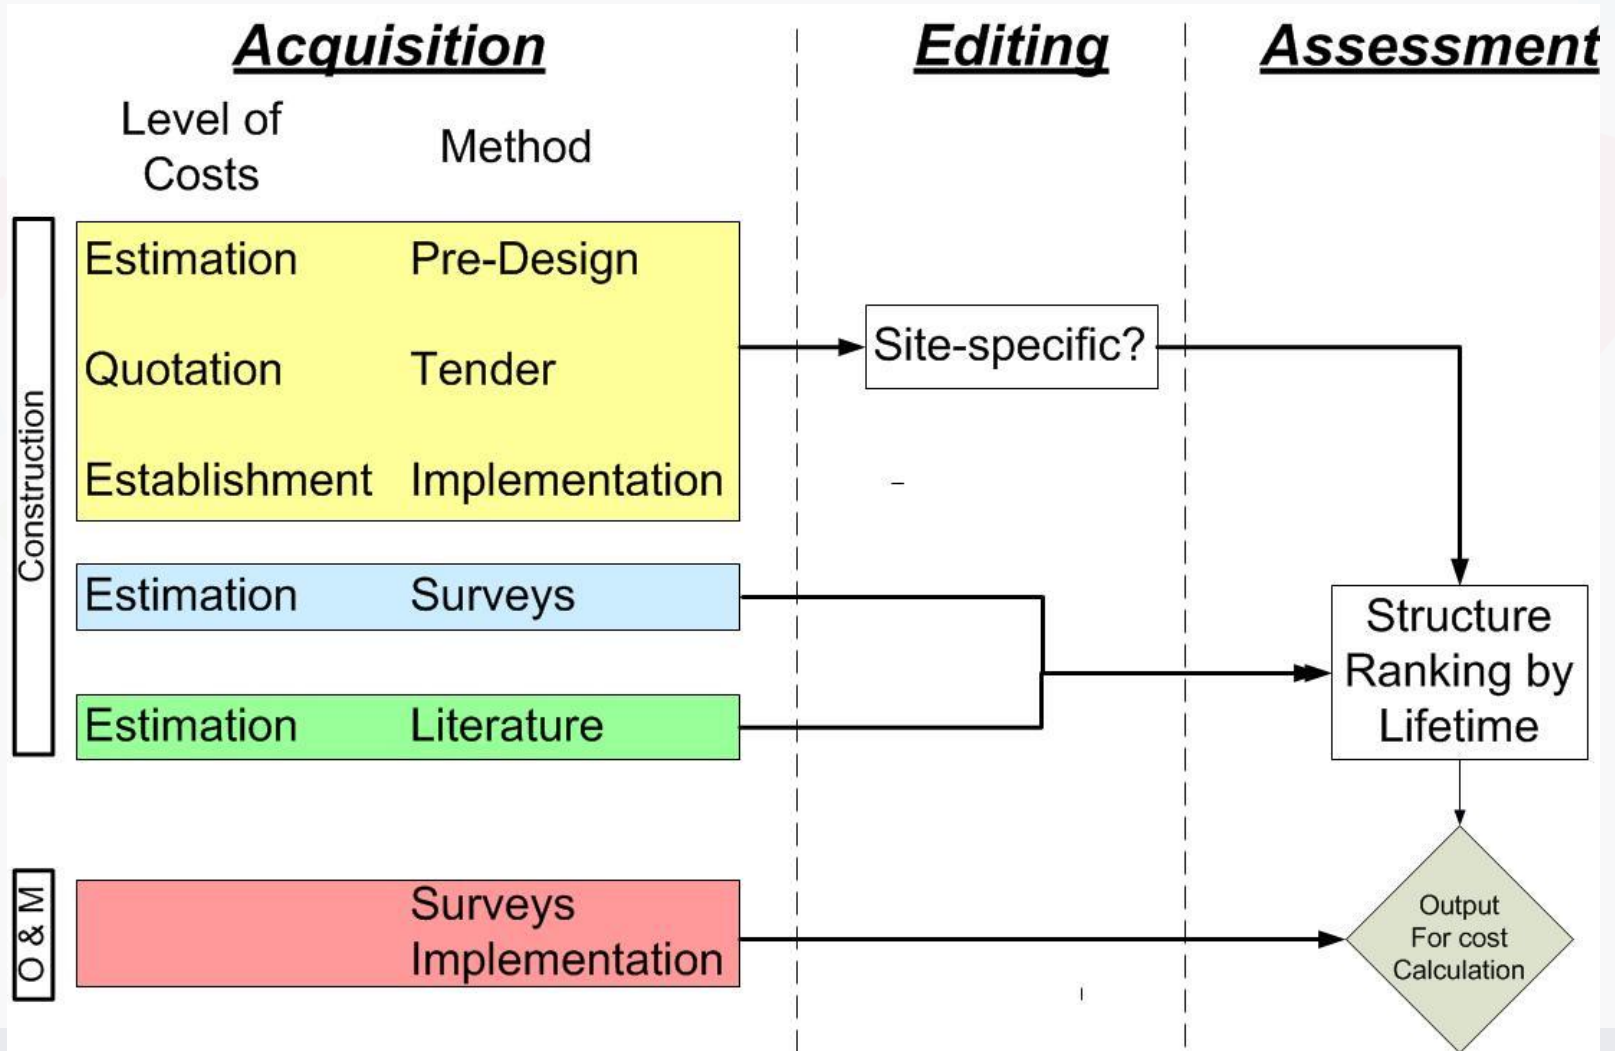 Acquisition
Editing
Assessment
Level of
Costs
Method
Construction
Estimation Pre-Design
Quotation Tender
Establishment Implementation
Site-specific?
Estimation Surveys
Estimation Literature
Structure
Ranking by
Lifetime
O & M
Surveys
Implementation
Output
For cost
Calculation